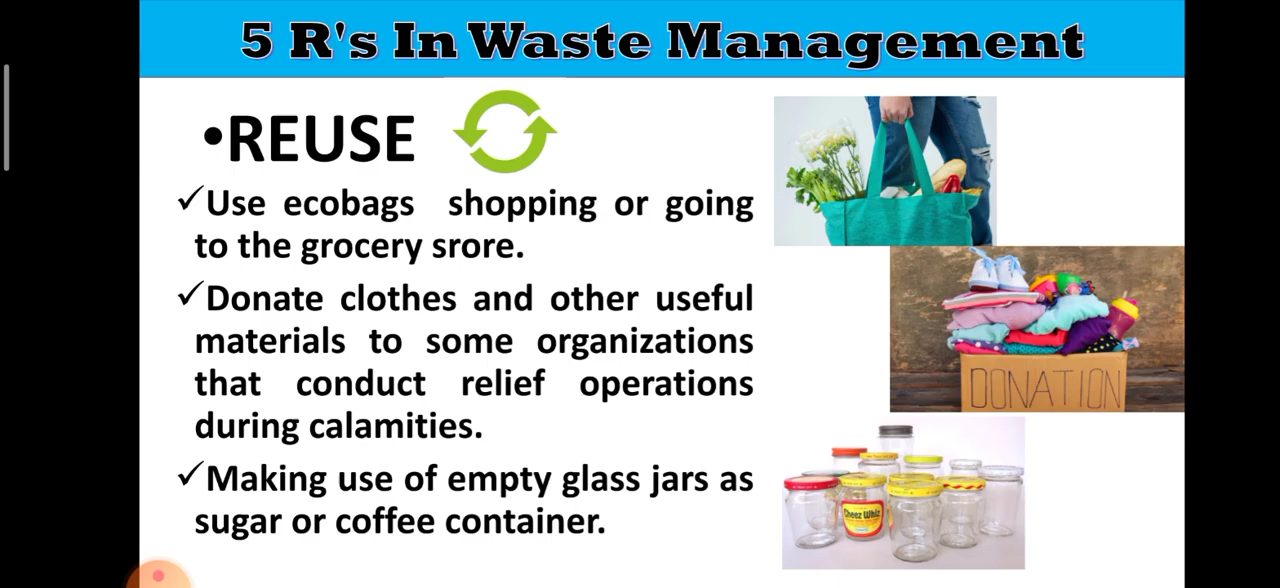 5 R's In Waste Management
•REUSE
✓Use ecobags shopping or going
to the grocery srore.
✓Donate clothes and other useful
materials to some organizations
that conduct relief operations
during calamities.
✓Making use of empty glass jars as
sugar or coffee container.
DONATION
Cheez Whiz